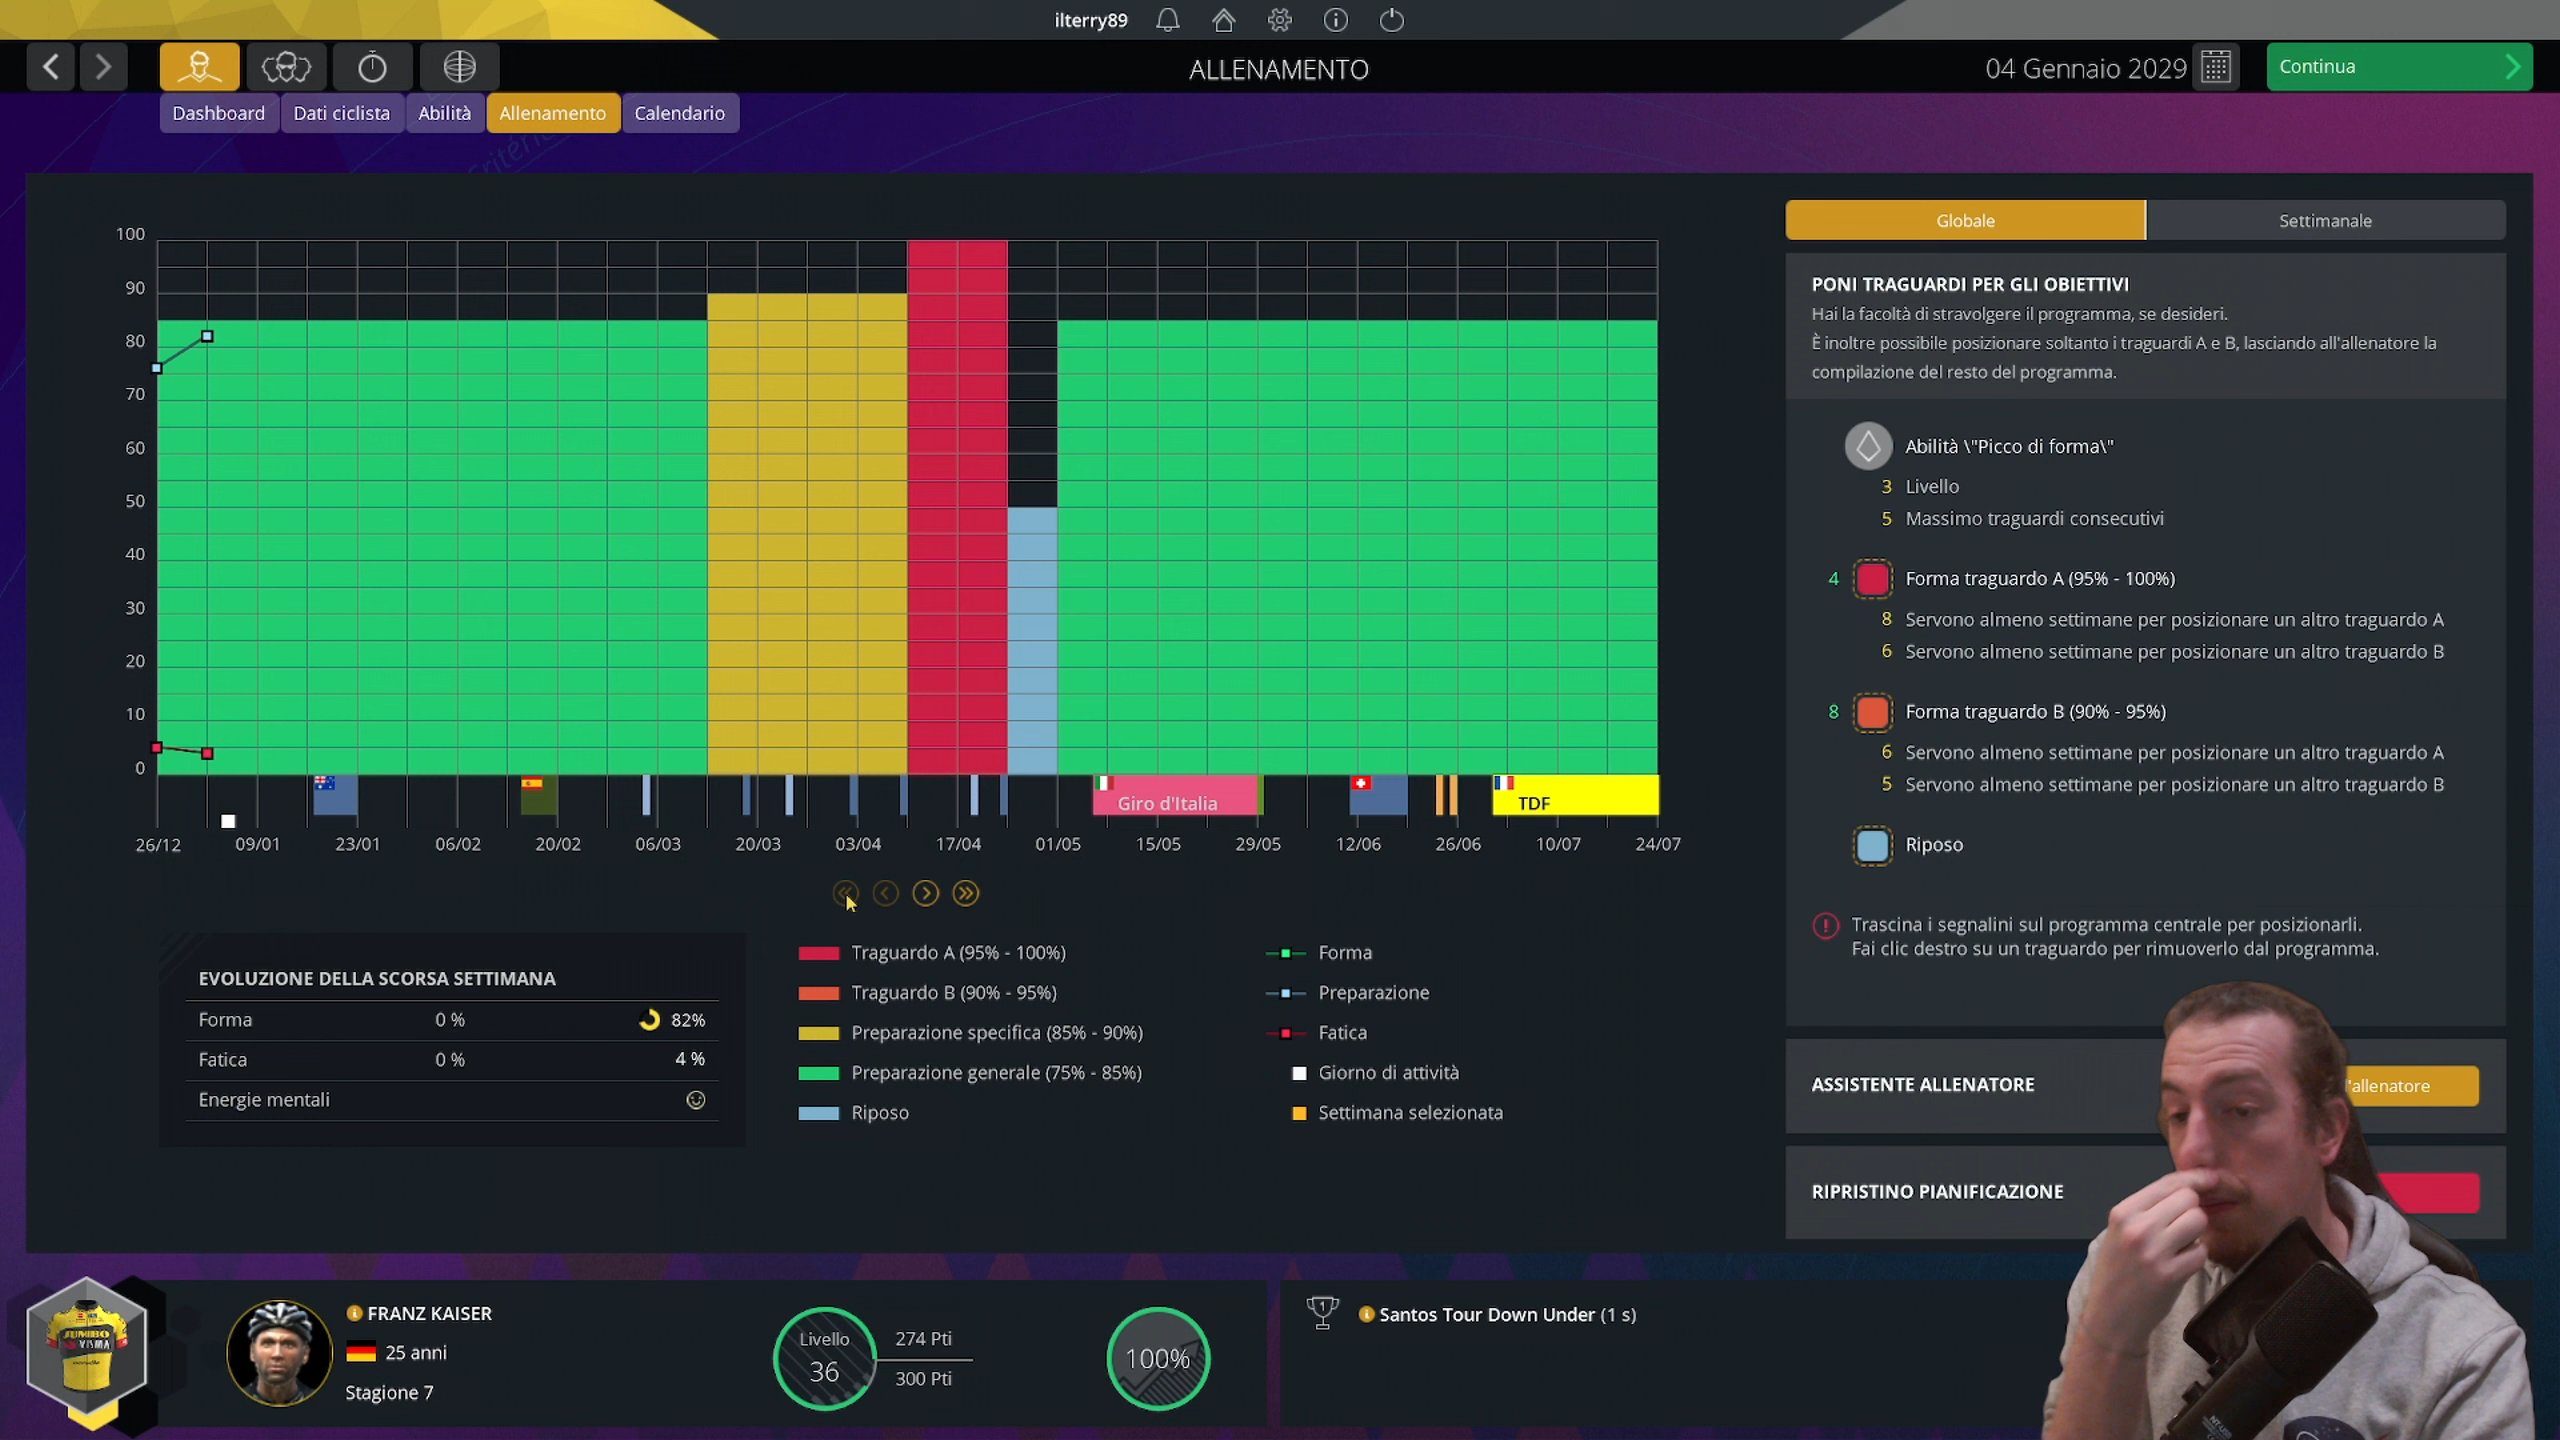 ilterry89
ALLENAMENTO
04 Gennaio 2029
Continua
Dashboard
Dati ciclista
Abilità
Allenamento
Calendario
100
90
80
70
60
50
40
30
20
10
0
Giro d'Italia
TDF
26/12
09/01
23/01
06/02
20/02
06/03
20/03
03/04
17/04
01/05
15/05
29/05
12/06
26/06
10/07
24/07
EVOLUZIONE DELLA SCORSA SETTIMANA
Forma 0 % 82%
Fatica 0 % 4 %
Energie mentali
Traguardo A (95% - 100%)
Traguardo B (90% - 95%)
Preparazione specifica (85% - 90%)
Preparazione generale (75% - 85%)
Riposo
Forma
Preparazione
Fatica
Giorno di attività
Settimana selezionata
Globale
Settimanale
PONI TRAGUARDI PER GLI OBIETTIVI
Hai la facoltà di stravolgere il programma, se desideri.
È inoltre possibile posizionare soltanto i traguardi A e B, lasciando all'allenatore la
compilazione del resto del programma.
Abilità \"Picco di forma\"
3 Livello
5 Massimo traguardi consecutivi
4 Forma traguardo A (95% - 100%)
8 Servono almeno settimane per posizionare un altro traguardo A
6 Servono almeno settimane per posizionare un altro traguardo B
8 Forma traguardo B (90% - 95%)
6 Servono almeno settimane per posizionare un altro traguardo A
5 Servono almeno settimane per posizionare un altro traguardo B
Riposo
Trascina i segnalini sul programma centrale per posizionarli.
Fai clic destro su un traguardo per rimuoverlo dal programma.
ASSISTENTE ALLENATORE
'allenatore
RIPRISTINO PIANIFICAZIONE
JUMBO
VISMA
FRANZ KAISER
25 anni
Stagione 7
Livello
36
274 Pti
300 Pti
100%
1
Santos Tour Down Under (1 s)